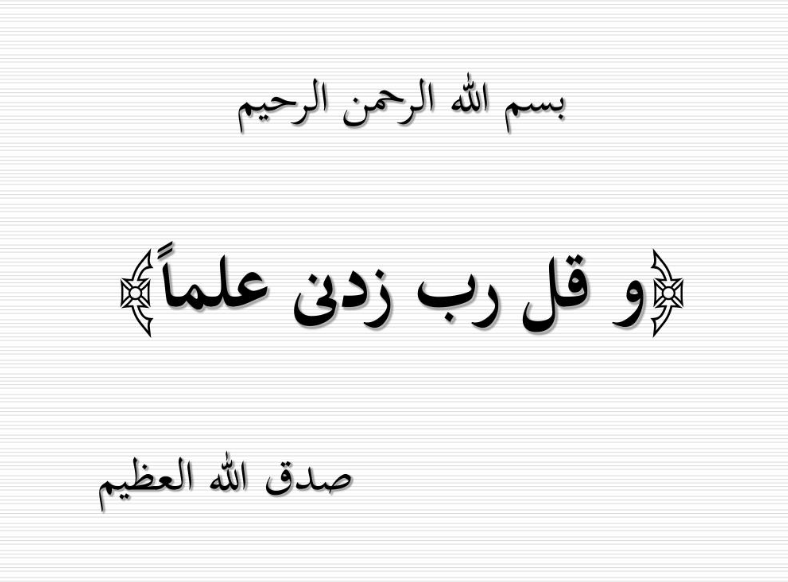 بسم الله الرحمن الرحيم
﴿و قل رب زدنى علماً﴾
صدق الله العظيم